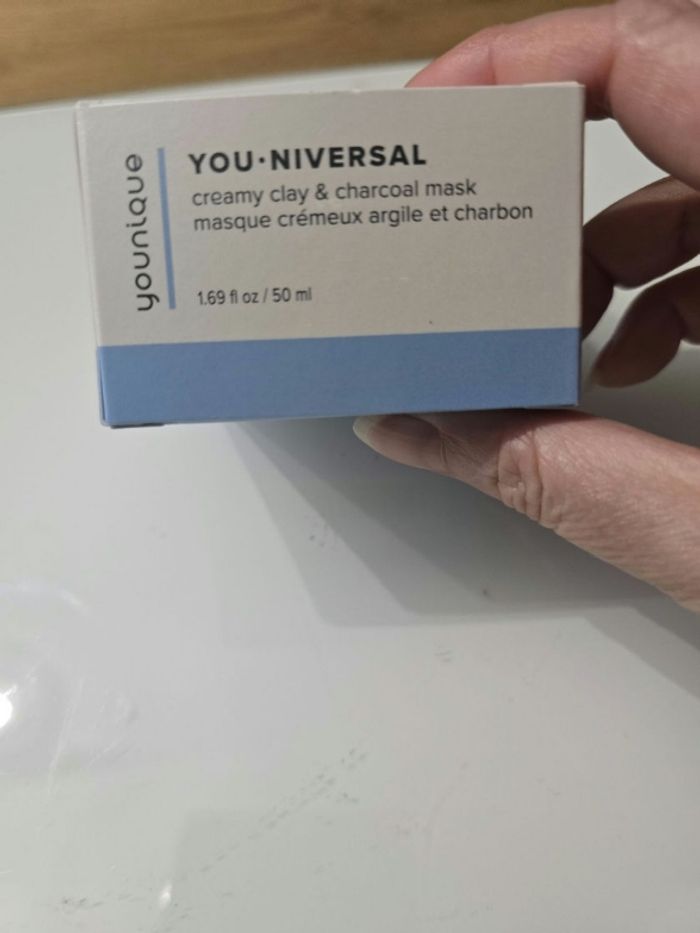 younique
YOU·NIVERSAL
creamy clay & charcoal mask
masque crémeux argile et charbon
1.69 fl oz / 50 ml